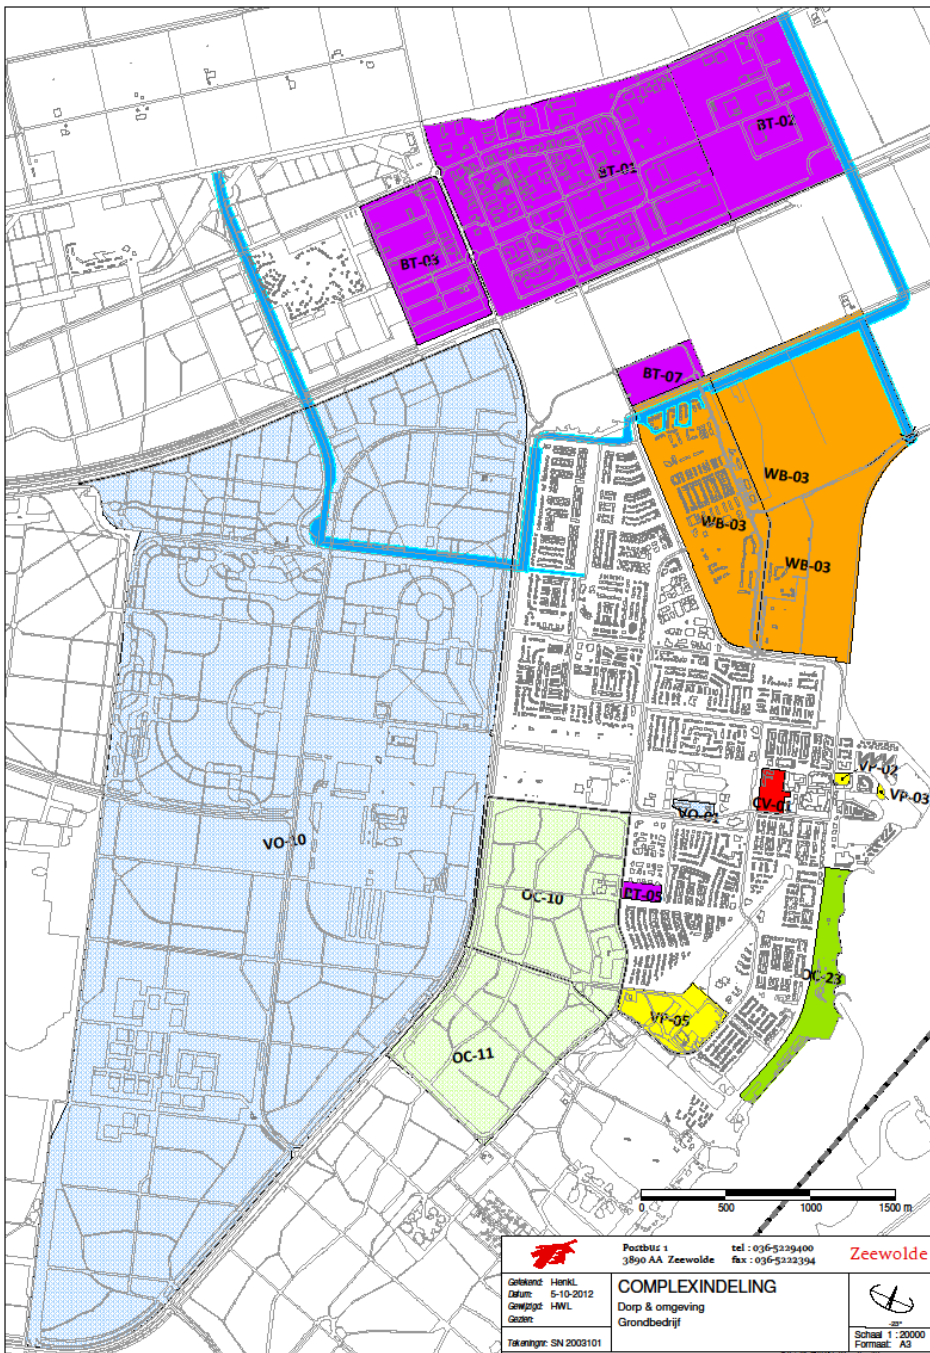 BT-02
BT-01
BT-03
BT-07
WB-03
WB-03
WB-03
VP-02
VP-03
CV-01
VO-01
VO-10
BT-05
OC-10
OC-23
VP-05
OC-11
0 500 1000 1500 m
Postbus 1 tel : 036-5229400
3890 AA Zeewolde fax : 036-5222394
Zeewolde
Getekend: HenkL
Datum: 5-10-2012
Gewijzigd: HWL
Gezien:
Tekeningnr: SN 2003101
COMPLEXINDELING
Dorp & omgeving
Grondbedrijf
-23°
Schaal 1 : 20000
Formaat: A3